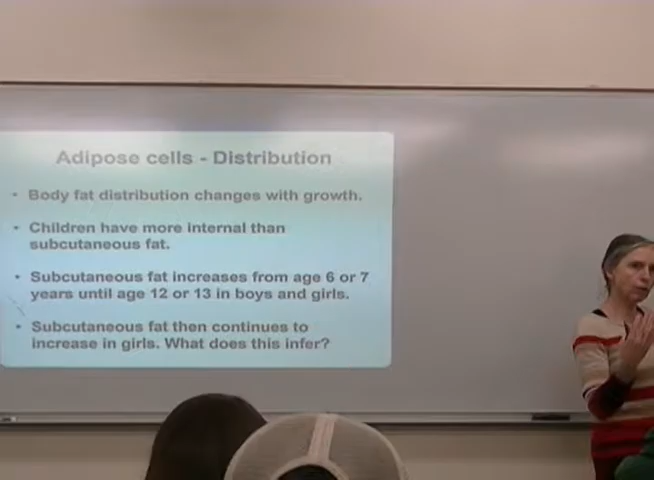 Adipose cells - Distribution
• Body fat distribution changes with growth.
• Children have more internal than
subcutaneous fat.
• Subcutaneous fat increases from age 6 or 7
years until age 12 or 13 in boys and girls.
• Subcutaneous fat then continues to
increase in girls. What does this infer?